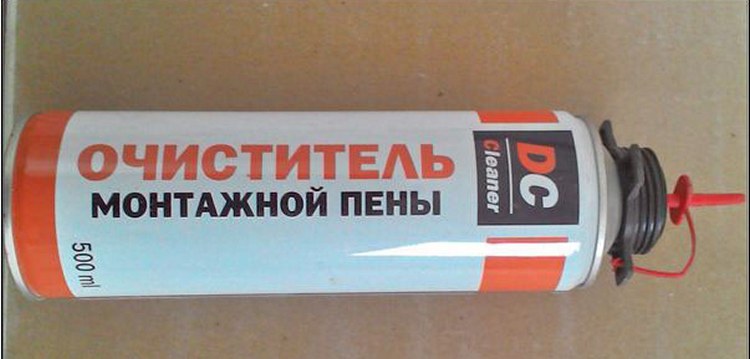 ОЧИСТИТЕЛЬ
МОНТАЖНОЙ ПЕНЫ
500 ml
DC
Cleaner